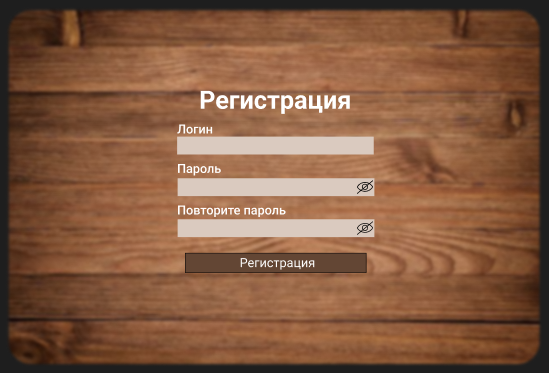 Регистрация
Логин
Пароль
Повторите пароль
Регистрация